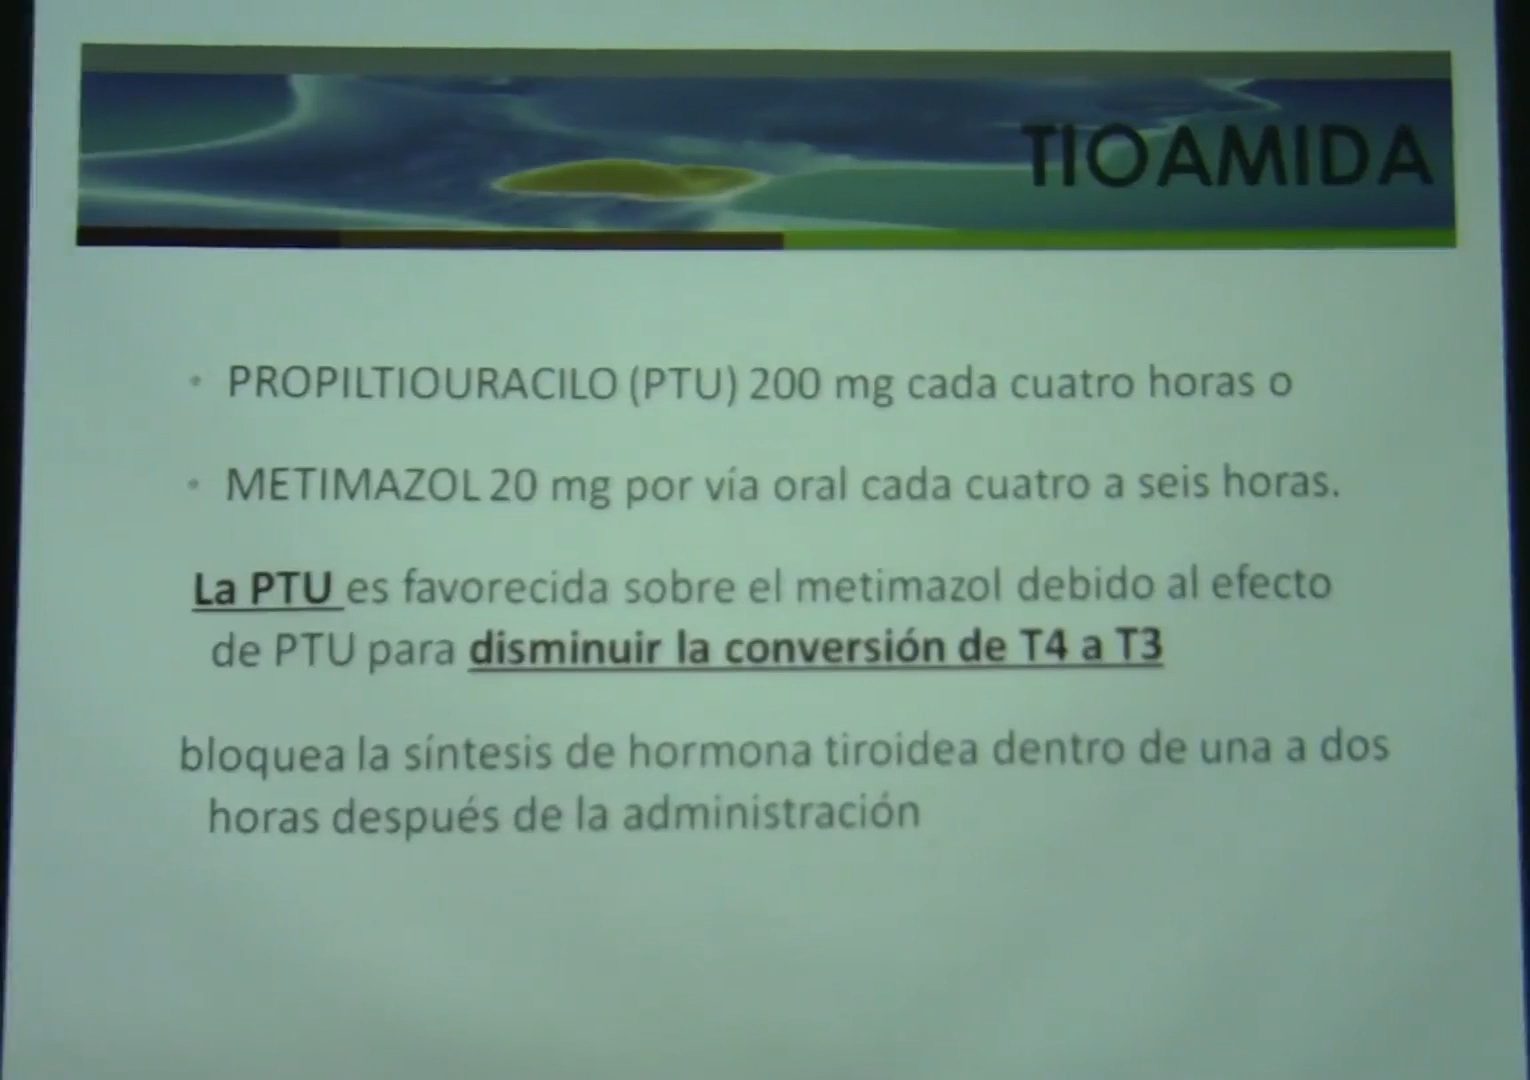 TIOAMIDA
• PROPILTIOURACILO (PTU) 200 mg cada cuatro horas o
• METIMAZOL 20 mg por vía oral cada cuatro a seis horas.
La PTU es favorecida sobre el metimazol debido al efecto
de PTU para disminuir la conversión de T4 a T3
bloquea la síntesis de hormona tiroidea dentro de una a dos
horas después de la administración